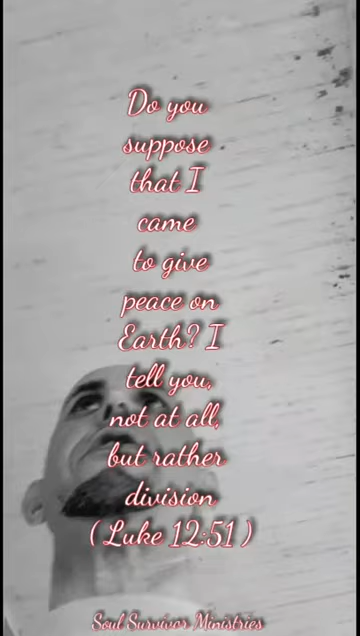 Do you
suppose
that I
came
to give
peace on
Earth? I
tell you,
not at all,
but rather
division
(Luke 12:51)
Soul Survivor Ministries